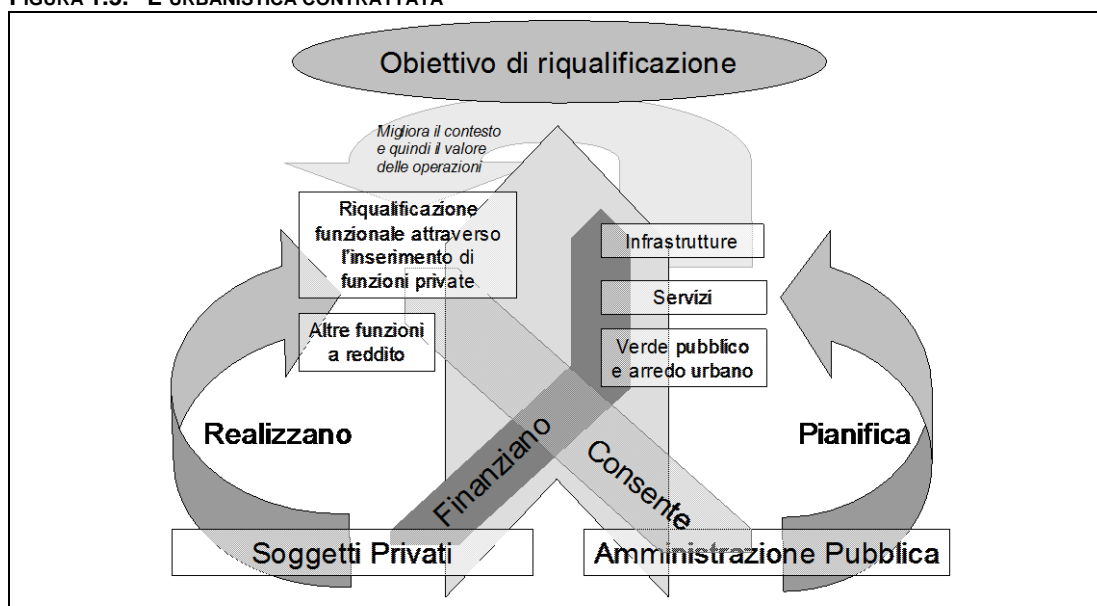 FIGURA 1.3. L'URBANISTICA CONTRATTATA
Obiettivo di riqualificazione
Migliora il contesto
e quindi il valore
delle operazioni
Riqualificazione
funzionale attraverso
l'inserimento di
funzioni private
Altre funzioni
a reddito
Infrastrutture
Servizi
Verde pubblico
e arredo urbano
Realizzano
Pianifica
Finanziano
Consente
Soggetti Privati
Amministrazione Pubblica